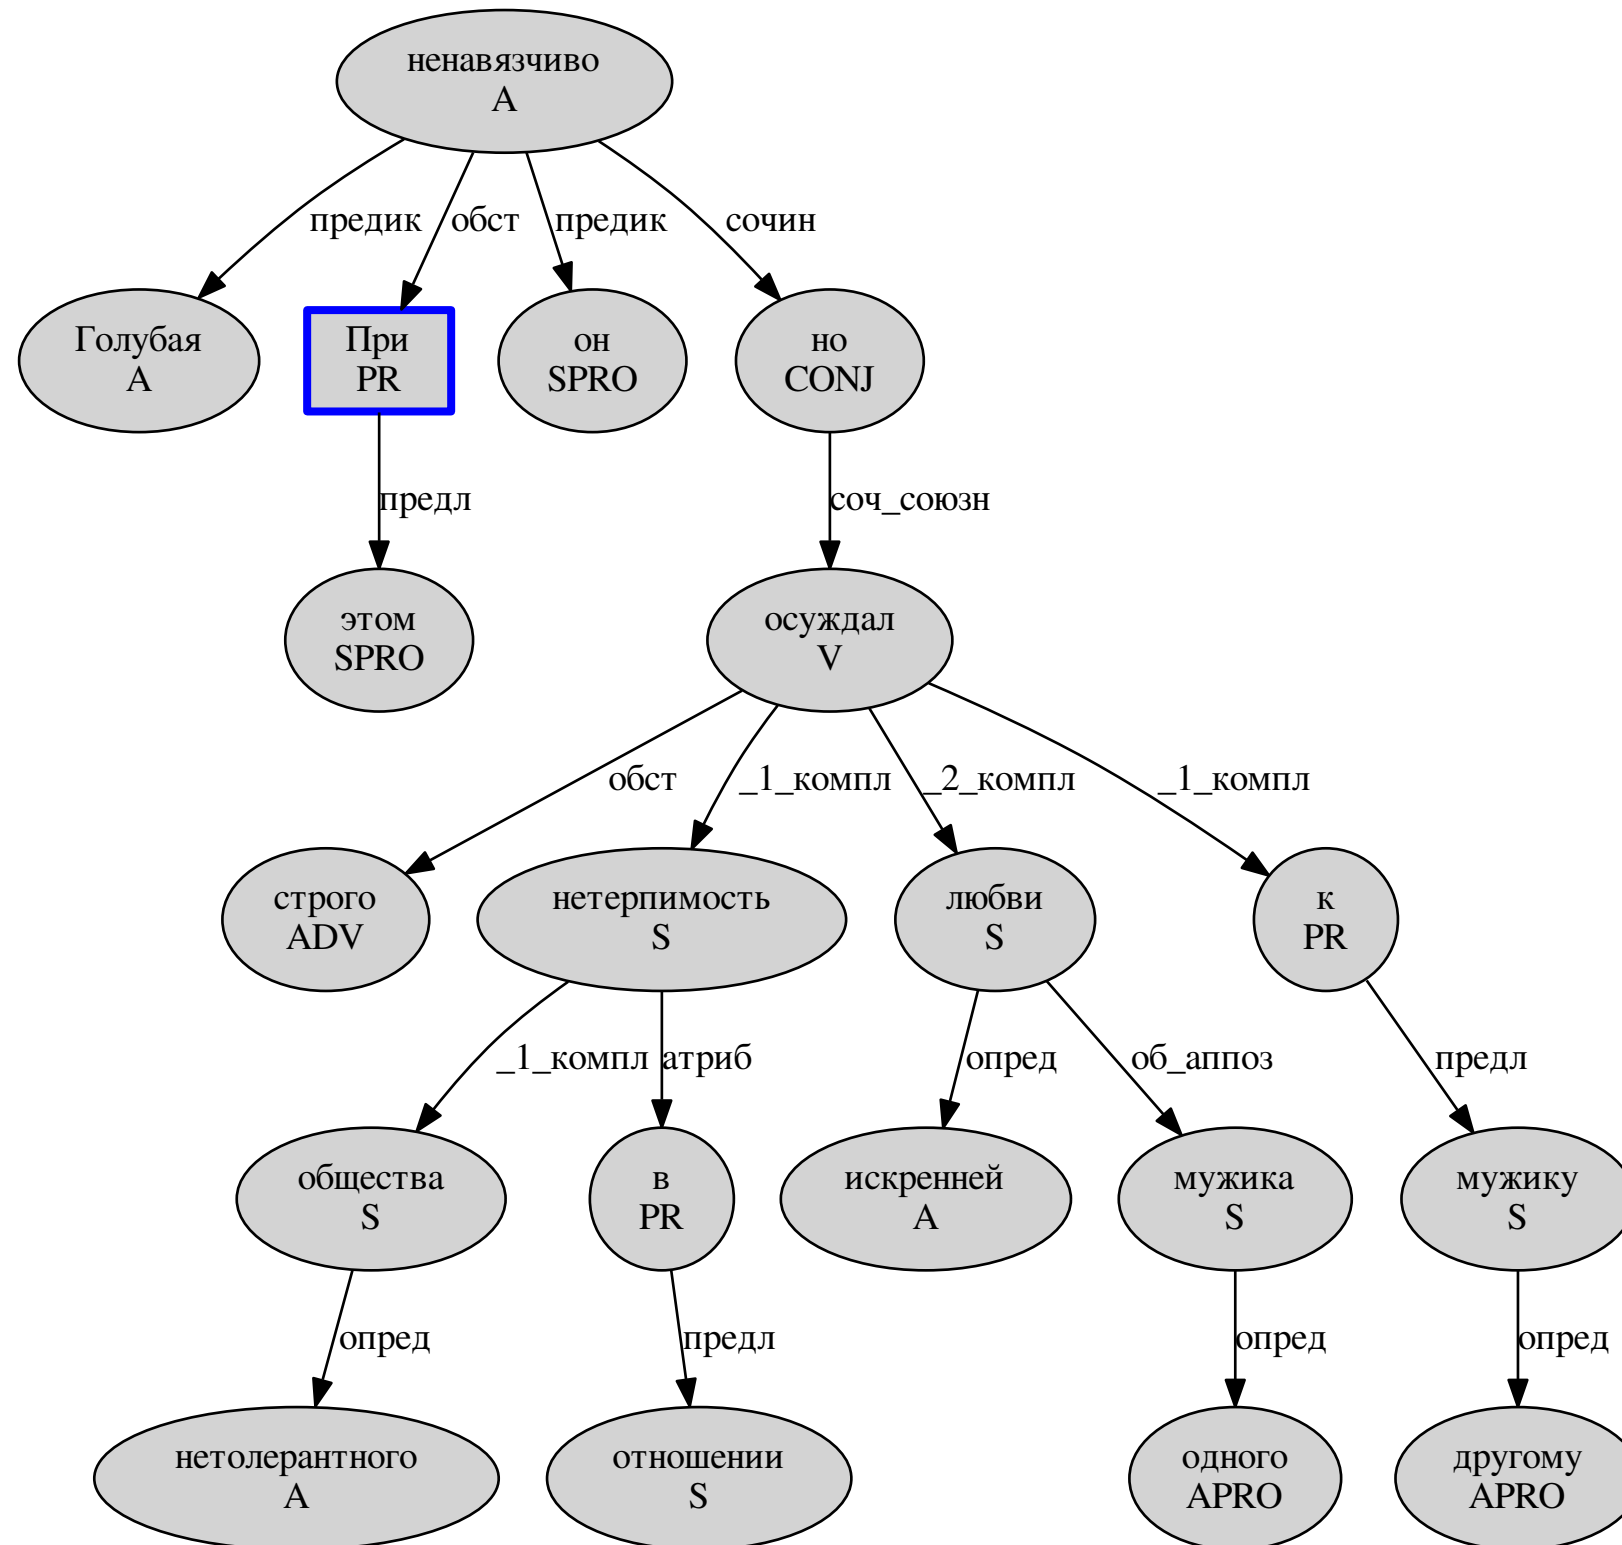 ненавязчиво
A
предик
обст
предик
сочин
Голубая
A
При
PR
он
SPRO
но
CONJ
предл
соч_союзн
этом
SPRO
осуждал
V
обст
_1_компл
_2_компл
_1_компл
строго
ADV
нетерпимость
S
любви
S
к
PR
_1_компл
атриб
опред
об_аппоз
предл
общества
S
в
PR
искренней
A
мужика
S
мужику
S
опред
предл
опред
опред
нетолерантного
A
отношении
S
одного
APRO
другому
APRO